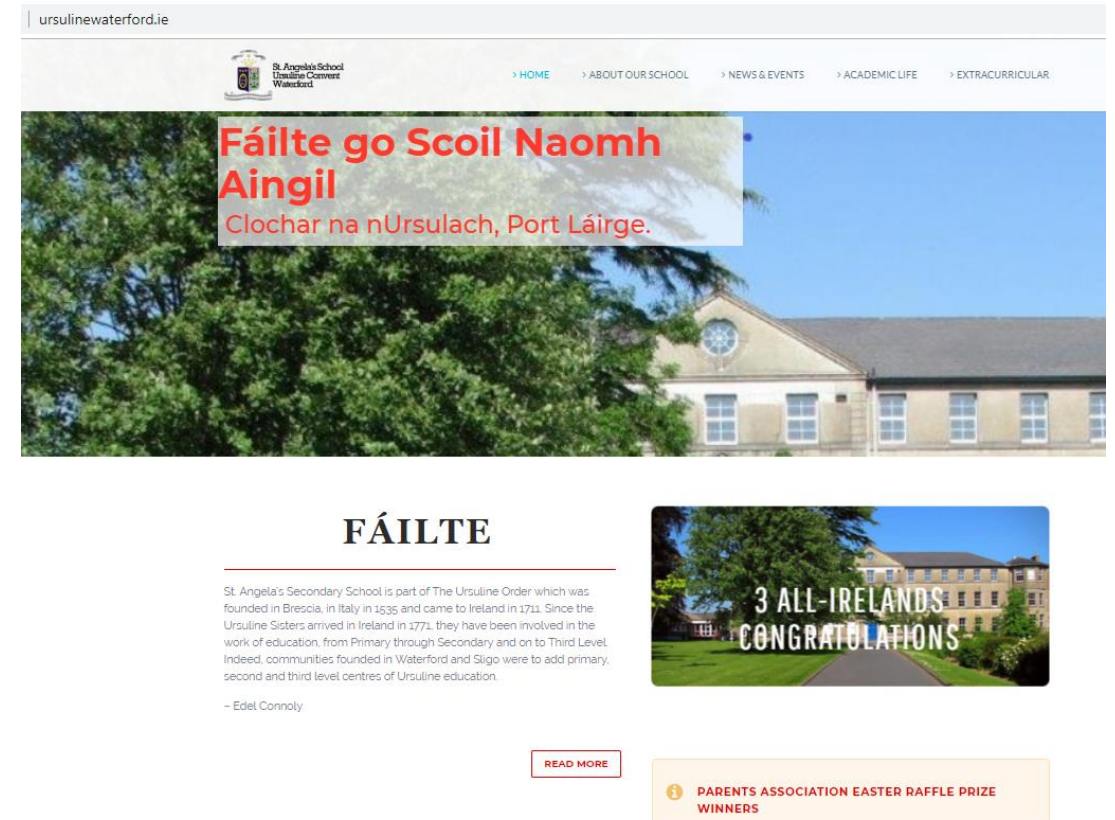 ursulinewaterford.ie
St. Angela's School
Ursuline Convent
Waterford
> HOME > ABOUT OUR SCHOOL > NEWS & EVENTS > ACADEMIC LIFE > EXTRACURRICULAR
Fáilte go Scoil Naomh
Aingil
Clochar na nUrsulach, Port Láirge.
FÁILTE
St. Angela's Secondary School is part of The Ursuline Order which was
founded in Brescia, in Italy in 1535 and came to Ireland in 1711. Since the
Ursuline Sisters arrived in Ireland in 1771, they have been involved in the
work of education, from Primary through Secondary and on to Third Level.
Indeed, communities founded in Waterford and Sligo were to add primary,
second and third level centres of Ursuline education.
– Edel Connoly
READ MORE
3 ALL-IRELANDS
CONGRATULATIONS
PARENTS ASSOCIATION EASTER RAFFLE PRIZE
WINNERS